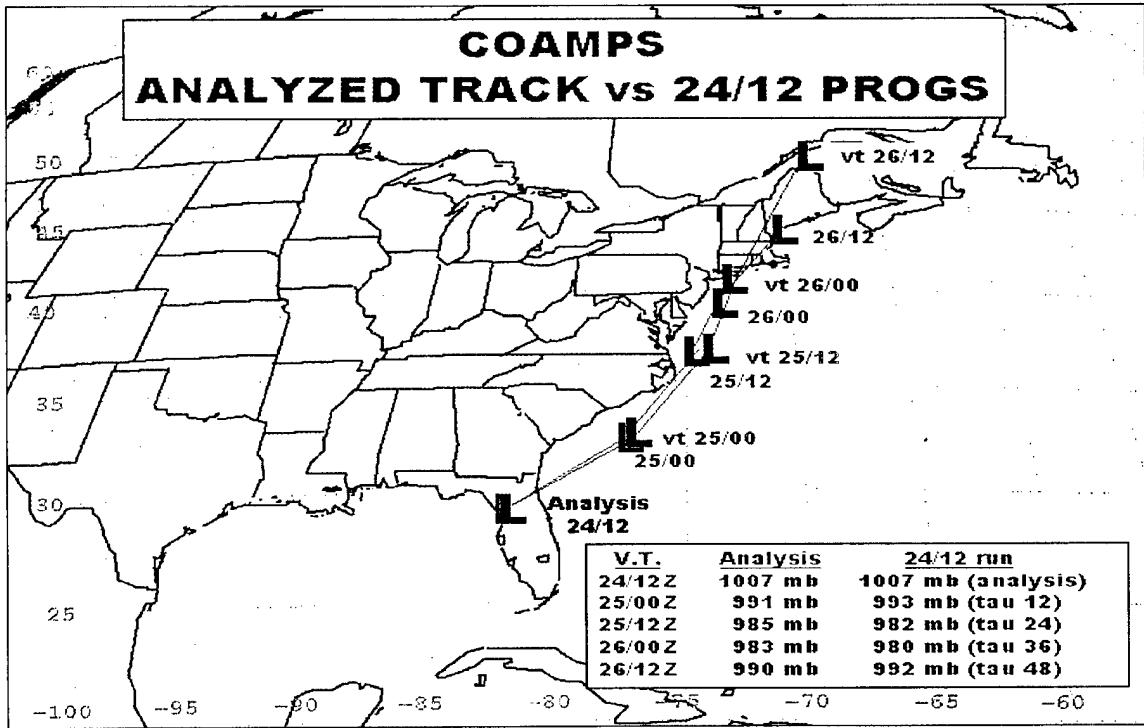 COAMPS
ANALYZED TRACK vs 24/12 PROGS
50
vt 26/12
45
26/12
vt 26/00
40
26/00
vt 25/12
25/12
35
vt 25/00
25/00
30
Analysis
24/12
25
20
-100 -95 -90 -85 -80 -75 -70 -65 -60
V.T. Analysis 24/12 run
24/12Z 1007 mb 1007 mb (analysis)
25/00Z 991 mb 993 mb (tau 12)
25/12Z 985 mb 982 mb (tau 24)
26/00Z 983 mb 980 mb (tau 36)
26/12Z 990 mb 992 mb (tau 48)